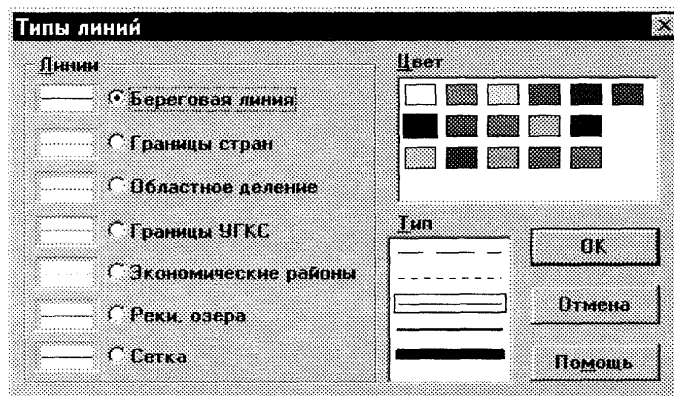 Типы линий
Линии
Береговая линия
Границы стран
Областное деление
Границы УГКС
Экономические районы
Реки, озера
Сетка
Цвет
Тип
OK
Отмена
Помощь